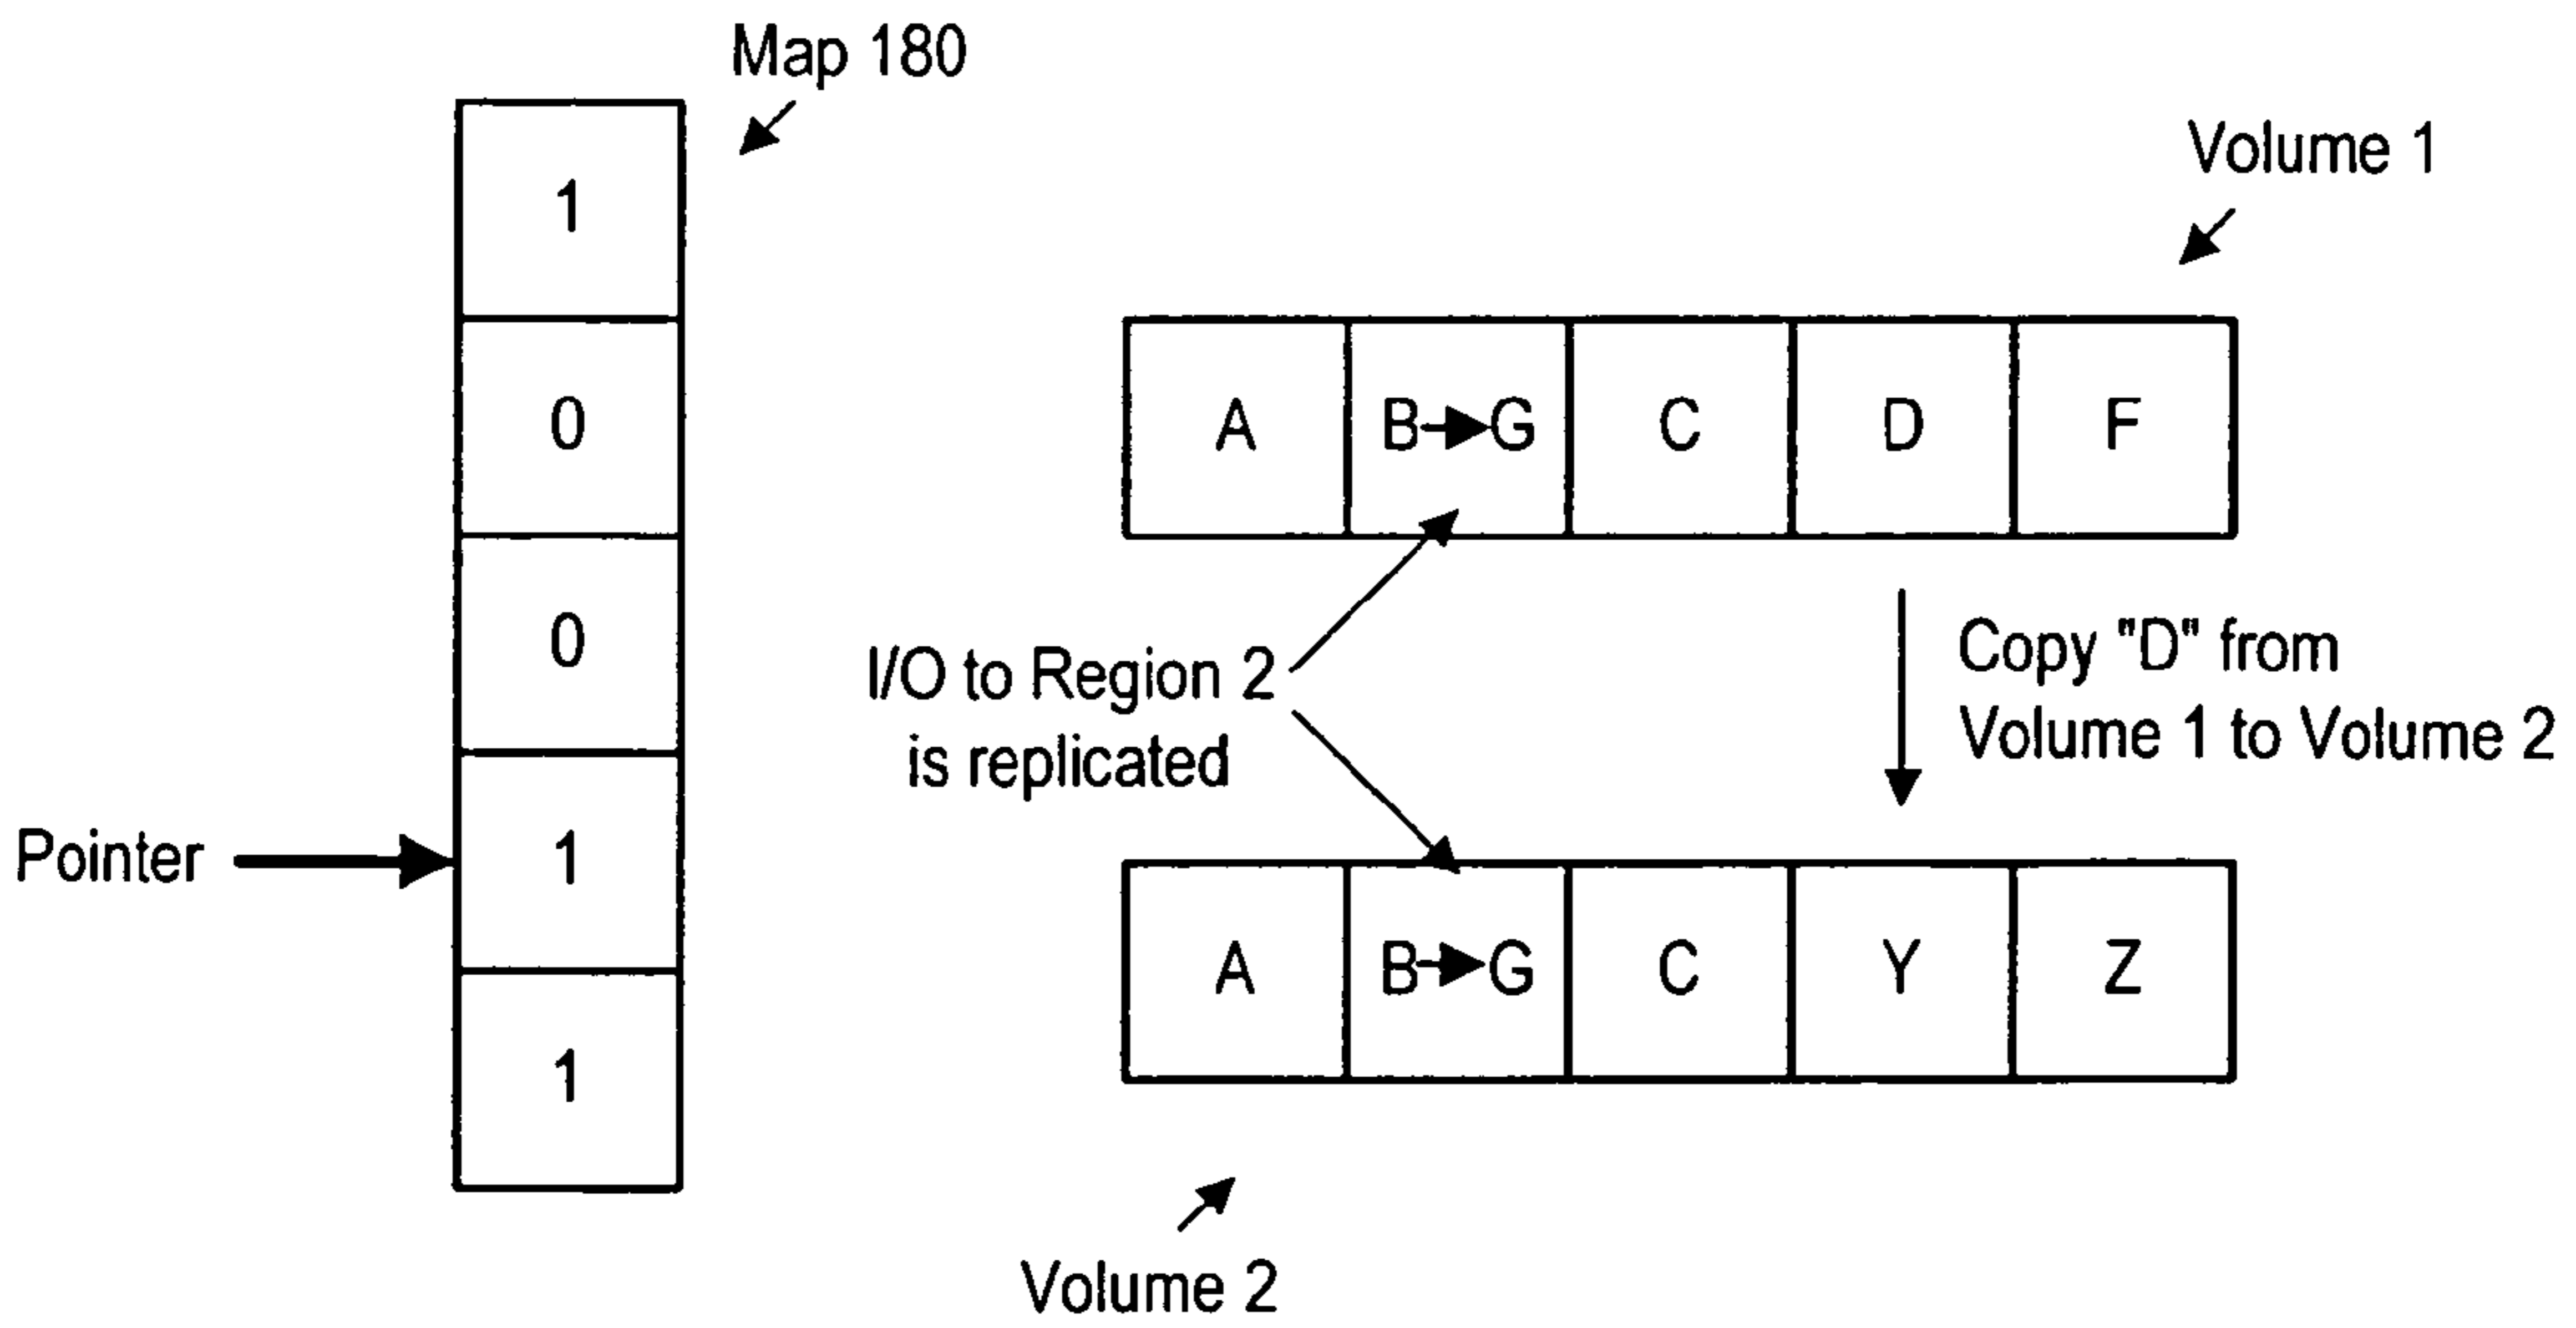 Map 180
Volume 1
1
0
0
1
1
Pointer
A
B→G
C
D
F
I/O to Region 2
is replicated
Copy "D" from
Volume 1 to Volume 2
A
B→G
C
Y
Z
Volume 2